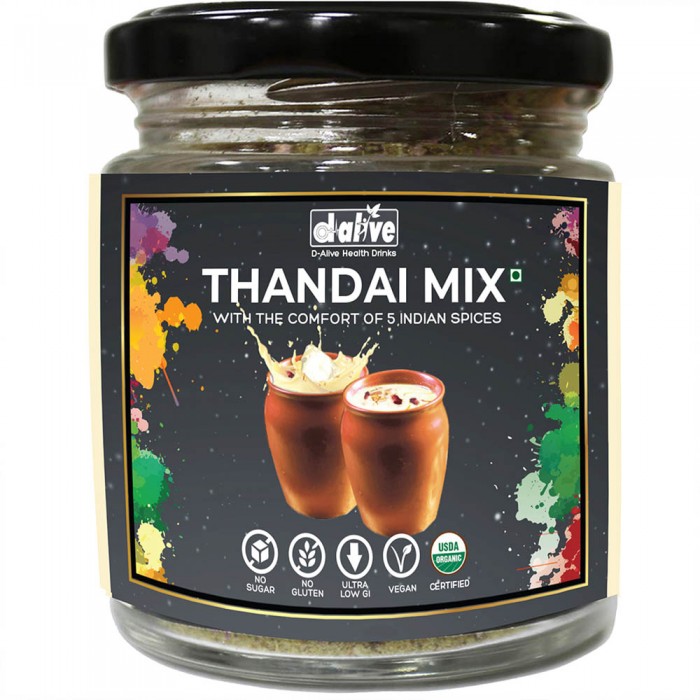 d-alive
D-Alive Health Drinks
THANDAI MIX
WITH THE COMFORT OF 5 INDIAN SPICES
NO
SUGAR
NO
GLUTEN
ULTRA
LOW GI
VEGAN
USDA
ORGANIC
CERTIFIED